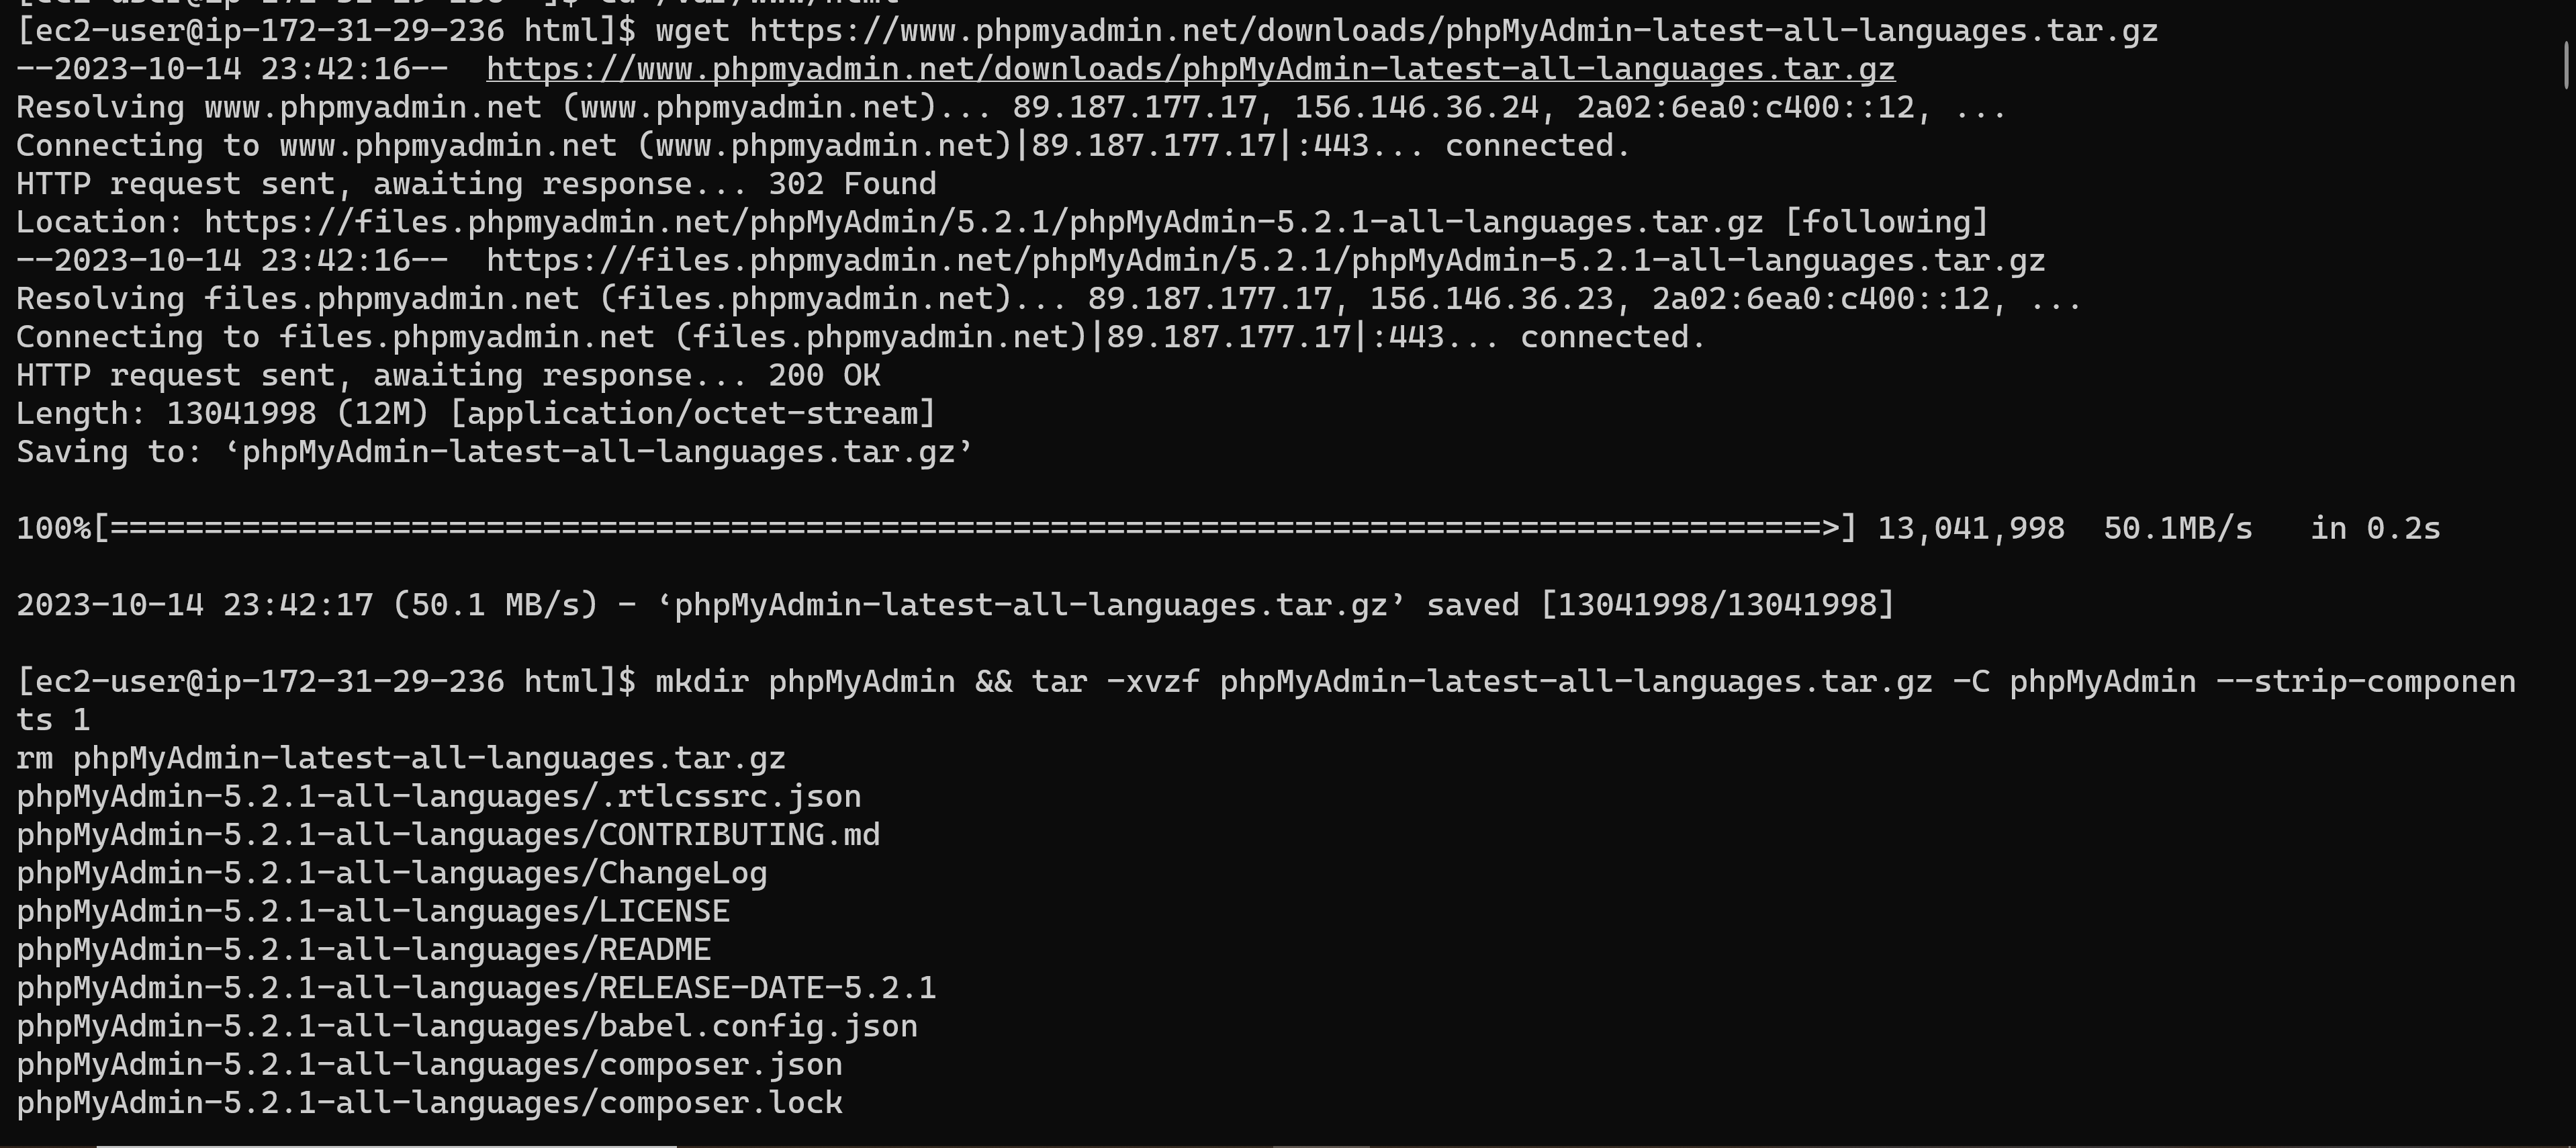 [ec2-user@ip-172-31-29-236 ~]$ cd /var/www/html
[ec2-user@ip-172-31-29-236 html]$ wget https://www.phpmyadmin.net/downloads/phpMyAdmin-latest-all-languages.tar.gz
--2023-10-14 23:42:16--  https://www.phpmyadmin.net/downloads/phpMyAdmin-latest-all-languages.tar.gz
Resolving www.phpmyadmin.net (www.phpmyadmin.net)... 89.187.177.17, 156.146.36.24, 2a02:6ea0:c400::12, ...
Connecting to www.phpmyadmin.net (www.phpmyadmin.net)|89.187.177.17|:443... connected.
HTTP request sent, awaiting response... 302 Found
Location: https://files.phpmyadmin.net/phpMyAdmin/5.2.1/phpMyAdmin-5.2.1-all-languages.tar.gz [following]
--2023-10-14 23:42:16--  https://files.phpmyadmin.net/phpMyAdmin/5.2.1/phpMyAdmin-5.2.1-all-languages.tar.gz
Resolving files.phpmyadmin.net (files.phpmyadmin.net)... 89.187.177.17, 156.146.36.23, 2a02:6ea0:c400::12, ...
Connecting to files.phpmyadmin.net (files.phpmyadmin.net)|89.187.177.17|:443... connected.
HTTP request sent, awaiting response... 200 OK
Length: 13041998 (12M) [application/octet-stream]
Saving to: ‘phpMyAdmin-latest-all-languages.tar.gz’
100%[===========================================================================================>] 13,041,998  50.1MB/s   in 0.2s
2023-10-14 23:42:17 (50.1 MB/s) - ‘phpMyAdmin-latest-all-languages.tar.gz’ saved [13041998/13041998]
[ec2-user@ip-172-31-29-236 html]$ mkdir phpMyAdmin && tar -xvzf phpMyAdmin-latest-all-languages.tar.gz -C phpMyAdmin --strip-componen
ts 1
rm phpMyAdmin-latest-all-languages.tar.gz
phpMyAdmin-5.2.1-all-languages/.rtlcssrc.json
phpMyAdmin-5.2.1-all-languages/CONTRIBUTING.md
phpMyAdmin-5.2.1-all-languages/ChangeLog
phpMyAdmin-5.2.1-all-languages/LICENSE
phpMyAdmin-5.2.1-all-languages/README
phpMyAdmin-5.2.1-all-languages/RELEASE-DATE-5.2.1
phpMyAdmin-5.2.1-all-languages/babel.config.json
phpMyAdmin-5.2.1-all-languages/composer.json
phpMyAdmin-5.2.1-all-languages/composer.lock